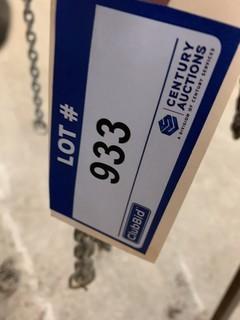 LOT #
933
CENTURY
AUCTIONS
A DIVISION OF CENTURY SERVICES
ClubBid